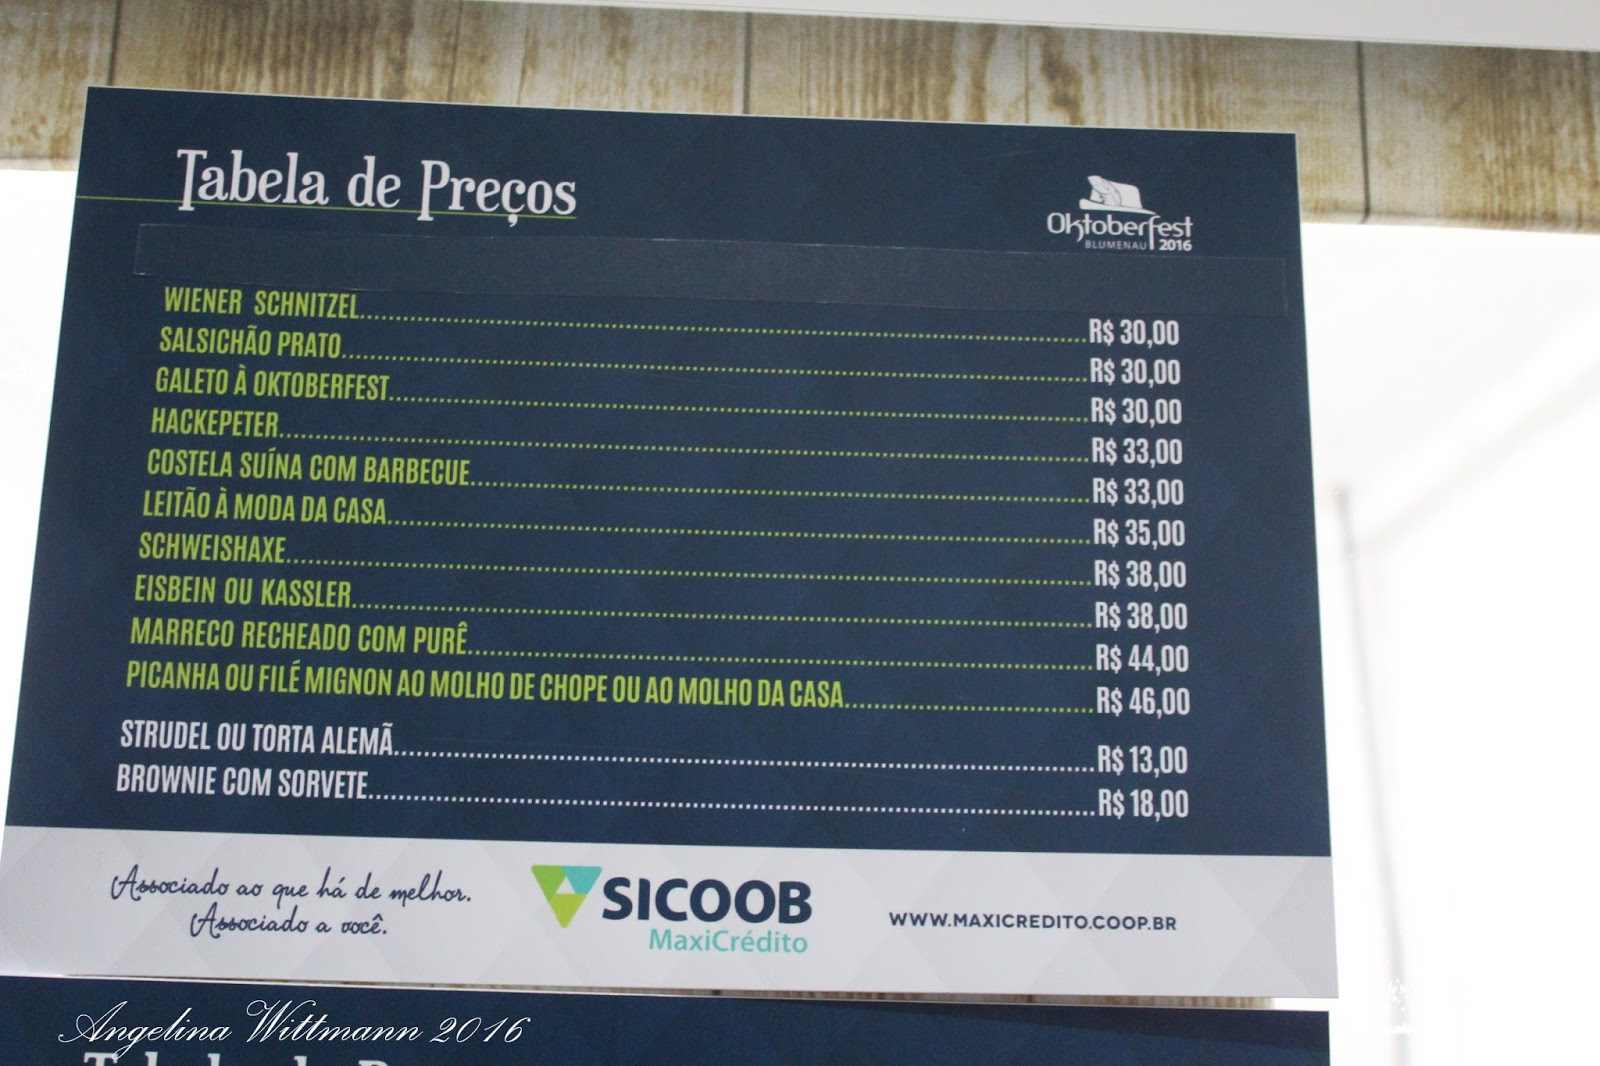 Tabela de Preços
Oktoberfest
BLUMENAU 2016
WIENER SCHNITZEL R$ 30,00
SALSICHÃO PRATO R$ 30,00
GALETO À OKTOBERFEST R$ 30,00
HACKEPETER R$ 33,00
COSTELA SUÍNA COM BARBECUE R$ 33,00
LEITÃO À MODA DA CASA R$ 35,00
SCHWEISHAXE R$ 38,00
EISBEIN OU KASSLER R$ 38,00
MARRECO RECHEADO COM PURÊ R$ 44,00
PICANHA OU FILÉ MIGNON AO MOLHO DE CHOPE OU AO MOLHO DA CASA R$ 46,00
STRUDEL OU TORTA ALEMÃ R$ 13,00
BROWNIE COM SORVETE R$ 18,00
Associado ao que há de melhor.
Associado a você.
SICOOB
MaxiCrédito
WWW.MAXICREDITO.COOP.BR
Angelina Wittmann 2016
Tabela de